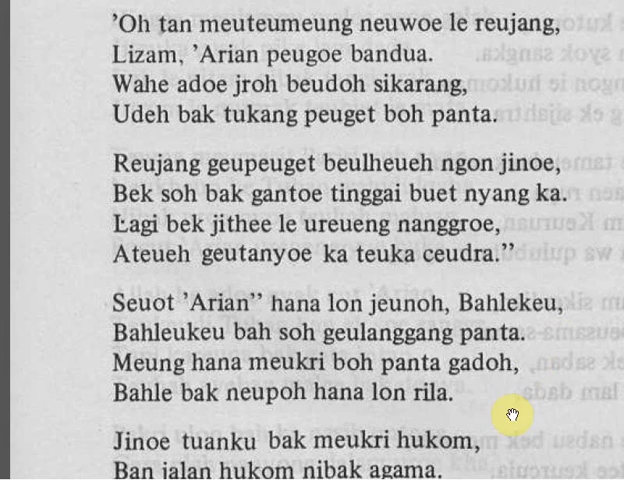 ’Oh tan meuteumeung neuwoe le reujang,
Lizam, ’Arian peugoe bandua.
Wahe adoe jroh beudoh sikarang,
Udeh bak tukang peuget boh panta.
Reujang geupeuget beulheueh ngon jinoe,
Bek soh bak gantoe tinggai buet nyang ka.
Lagi bek jithee le ureueng nanggroe,
Ateueh geutanyoe ka teuka ceudra.”
Seuot ’Arian” hana lon jeunoh, Bahlekeu,
Bahleukeu bah soh geulanggang panta.
Meung hana meukri boh panta gadoh,
Bahle bak neupoh hana lon rila.
Jinoe tuanku bak meukri hukom,
Ban jalan hukom nibak agama.